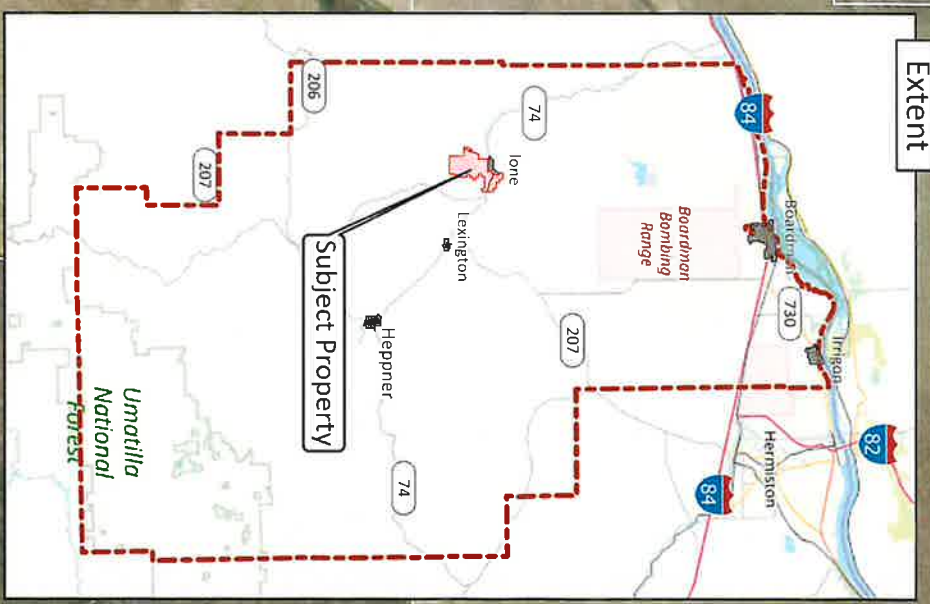 Extent
84
Boardman
730
Irrigon
82
Hermiston
84
Boardman
Bombing
Range
74
Ione
Lexington
207
Subject Property
Heppner
74
206
207
Umatilla
National
Forest